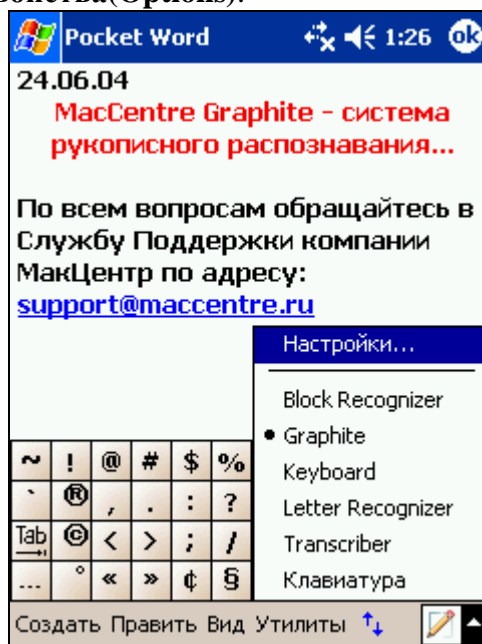 войства(Options).
Pocket Word 1:26 ok
24.06.04
MacCentre Graphite - система
рукописного распознавания...
По всем вопросам обращайтесь в
Службу Поддержки компании
МакЦентр по адресу:
support@maccentre.ru
Настройки...
Block Recognizer
Graphite
Keyboard
Letter Recognizer
Transcriber
Клавиатура
~ ! @ # $ %
` ® , . : ?
Tab © < > ; /
... ° « » ¢ §
Создать Править Вид Утилиты